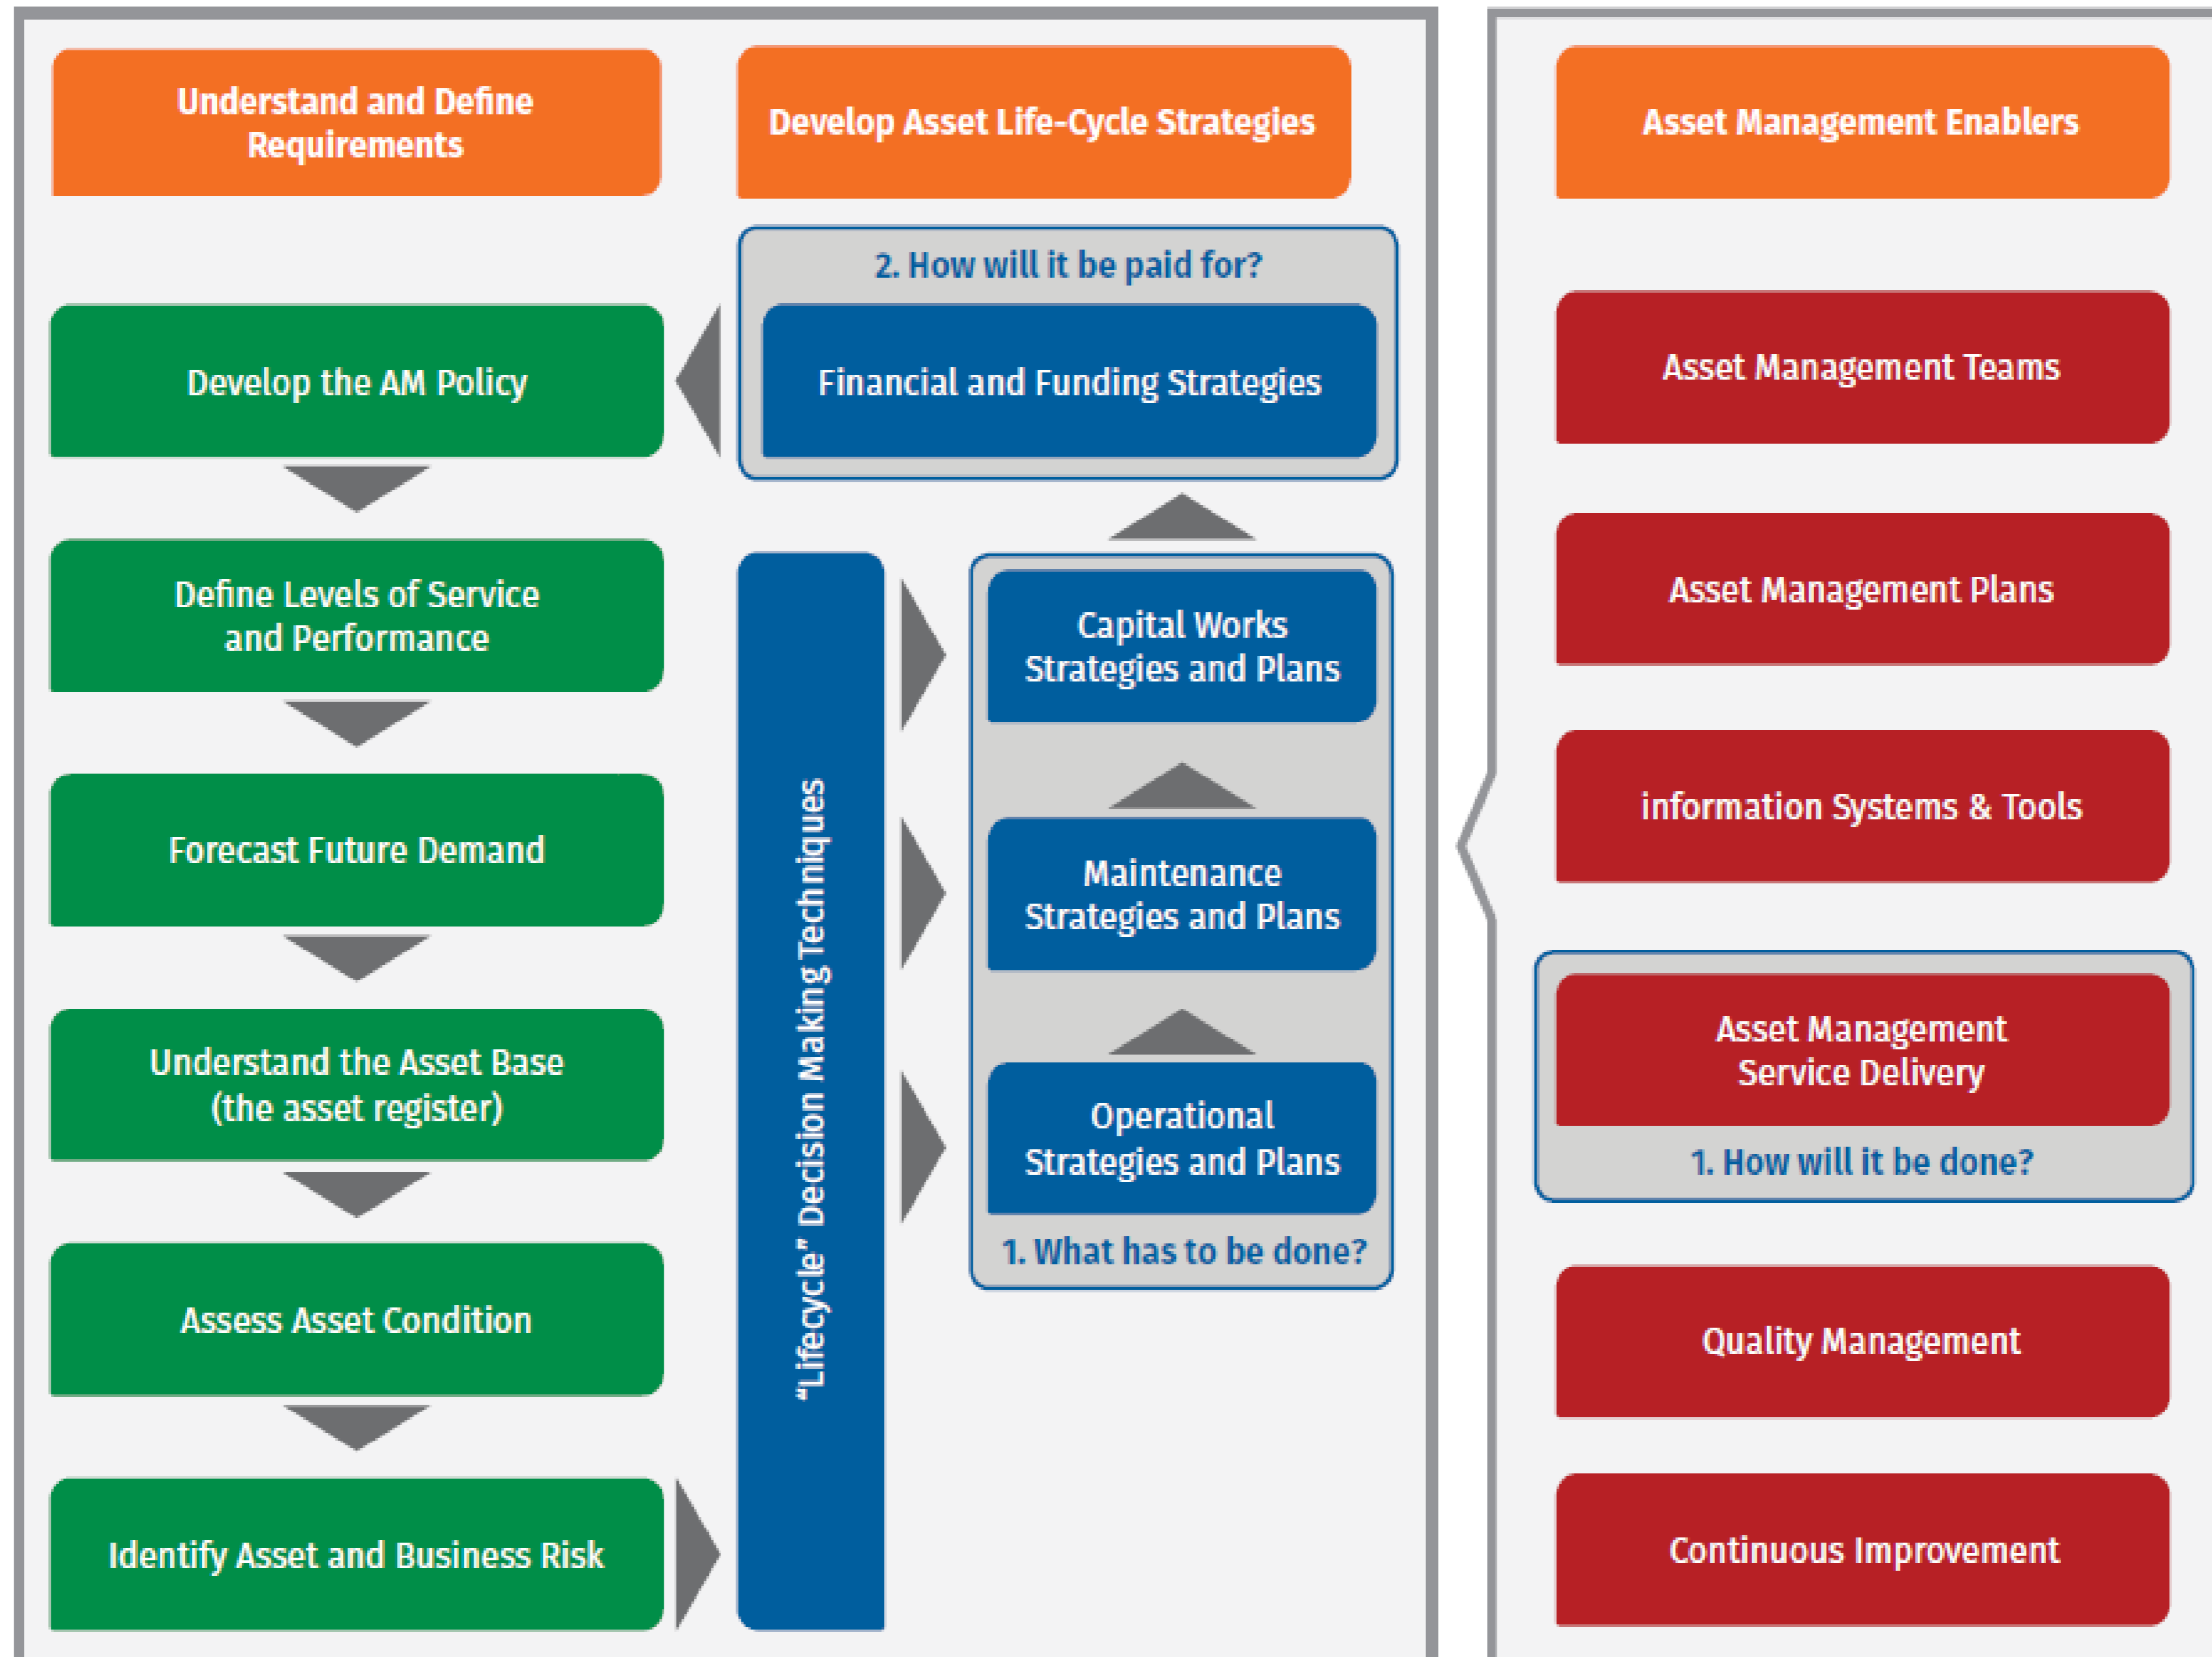 Understand and Define
Requirements
Develop the AM Policy
Define Levels of Service
and Performance
Forecast Future Demand
Understand the Asset Base
(the asset register)
Assess Asset Condition
Identify Asset and Business Risk
Develop Asset Life-Cycle Strategies
2. How will it be paid for?
Financial and Funding Strategies
“Lifecycle” Decision Making Techniques
Capital Works
Strategies and Plans
Maintenance
Strategies and Plans
Operational
Strategies and Plans
1. What has to be done?
Asset Management Enablers
Asset Management Teams
Asset Management Plans
information Systems & Tools
Asset Management
Service Delivery
1. How will it be done?
Quality Management
Continuous Improvement